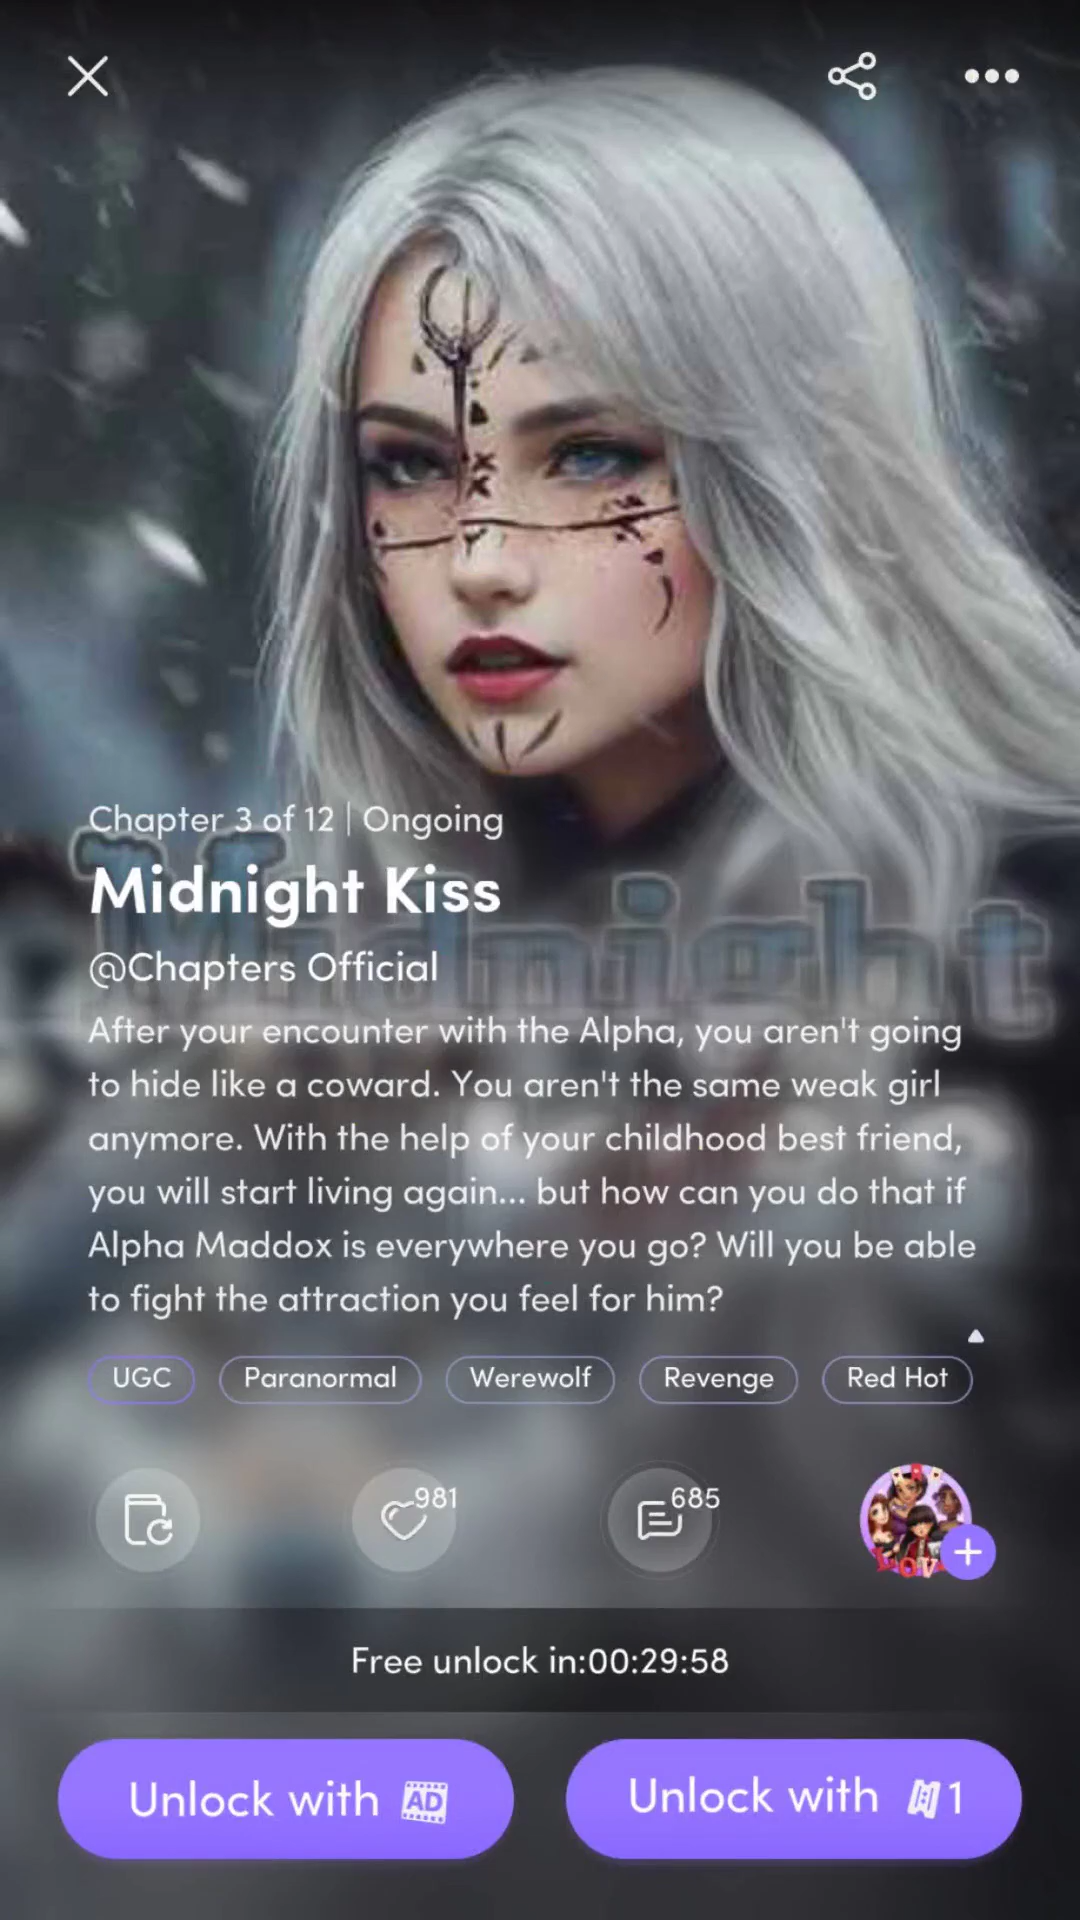 Chapter 3 of 12 | Ongoing
Midnight Kiss
Midnight
@Chapters Official
After your encounter with the Alpha, you aren't going
to hide like a coward. You aren't the same weak girl
anymore. With the help of your childhood best friend,
you will start living again... but how can you do that if
Alpha Maddox is everywhere you go? Will you be able
to fight the attraction you feel for him?
UGC Paranormal Werewolf Revenge Red Hot
981 685
LOV
Free unlock in:00:29:58
Unlock with AD Unlock with 1